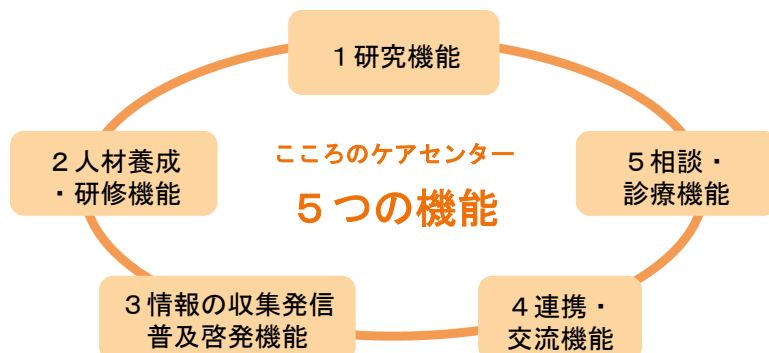 １研究機能
２人材養成
・研修機能
こころのケアセンター
５つの機能
５相談・
診療機能
３情報の収集発信
普及啓発機能
４連携・
交流機能